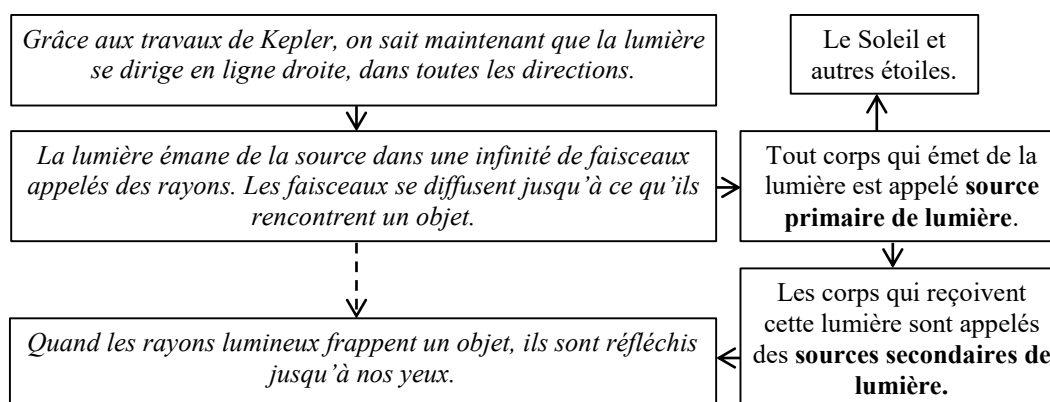 Grâce aux travaux de Kepler, on sait maintenant que la lumière
se dirige en ligne droite, dans toutes les directions.
Le Soleil et
autres étoiles.
La lumière émane de la source dans une infinité de faisceaux
appelés des rayons. Les faisceaux se diffusent jusqu’à ce qu’ils
rencontrent un objet.
Tout corps qui émet de la
lumière est appelé source
primaire de lumière.
Les corps qui reçoivent
cette lumière sont appelés
des sources secondaires de
lumière.
Quand les rayons lumineux frappent un objet, ils sont réfléchis
jusqu’à nos yeux.